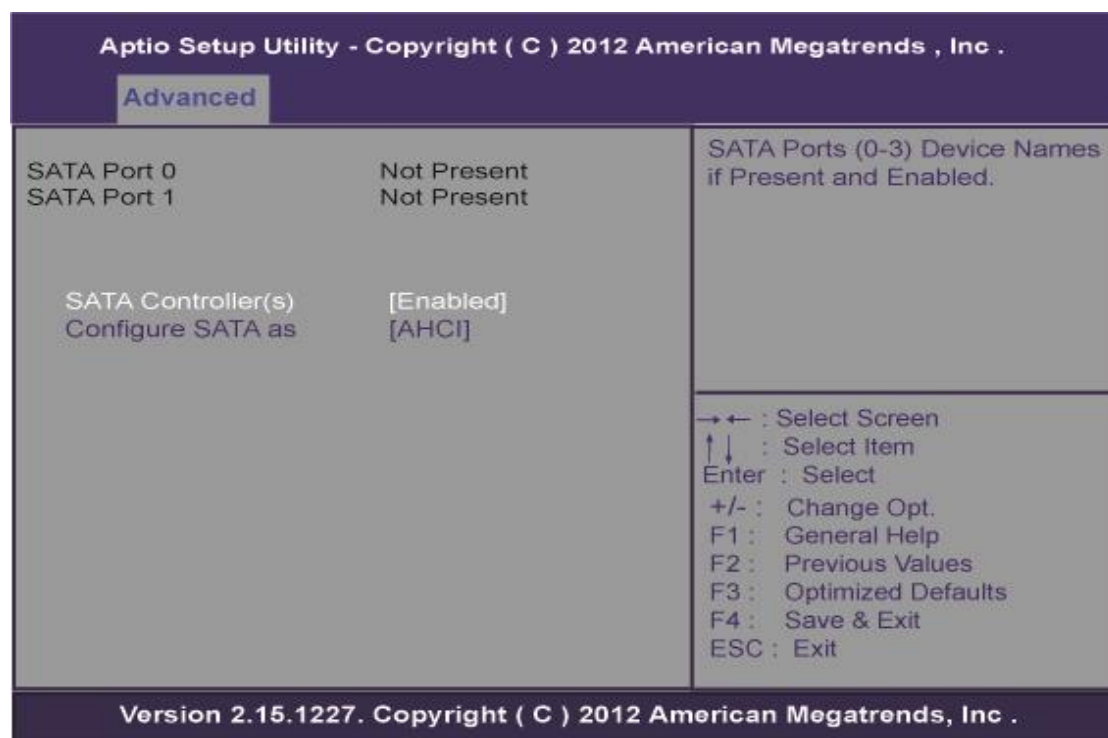 Aptio Setup Utility - Copyright ( C ) 2012 American Megatrends , Inc .
Advanced
SATA Port 0 Not Present
SATA Port 1 Not Present
SATA Controller(s) [Enabled]
Configure SATA as [AHCI]
SATA Ports (0-3) Device Names
if Present and Enabled.
→ ← : Select Screen
↑↓ : Select Item
Enter : Select
+/- : Change Opt.
F1 : General Help
F2 : Previous Values
F3 : Optimized Defaults
F4 : Save & Exit
ESC : Exit
Version 2.15.1227. Copyright ( C ) 2012 American Megatrends, Inc .